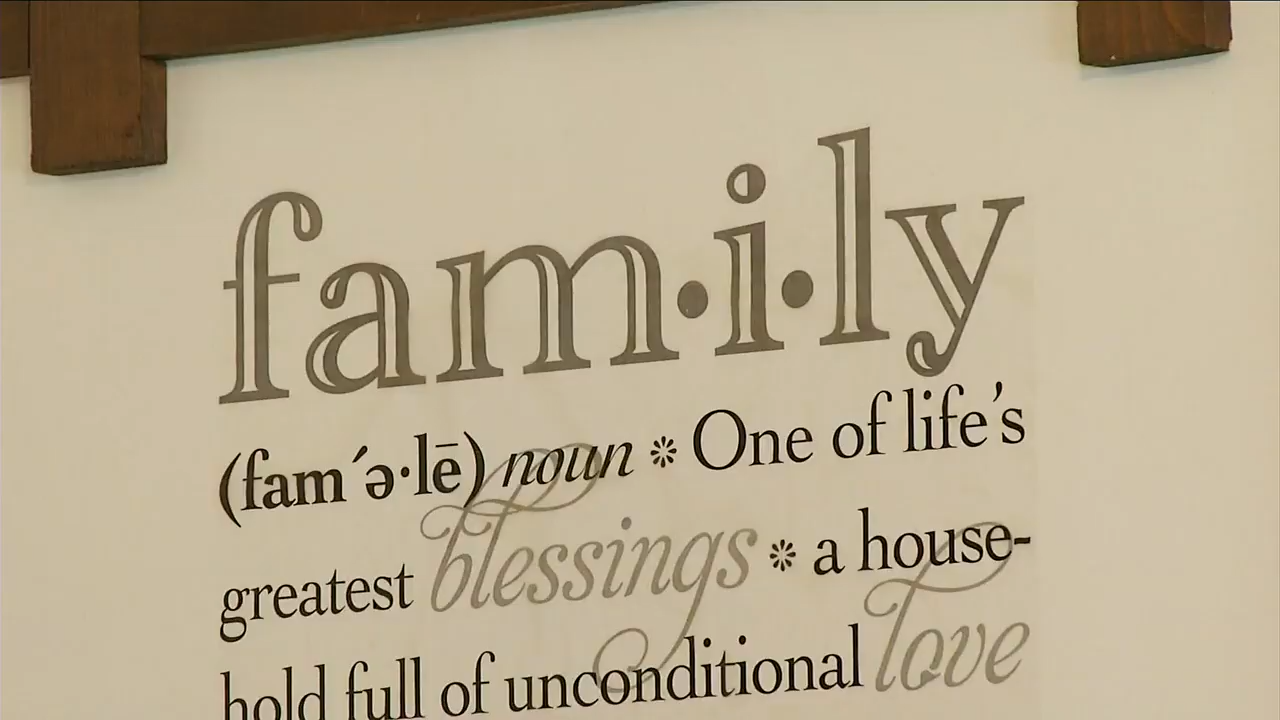 fam·i·ly
(fam´ə·lē) noun * One of life's
greatest blessings * a house-
hold full of unconditional love